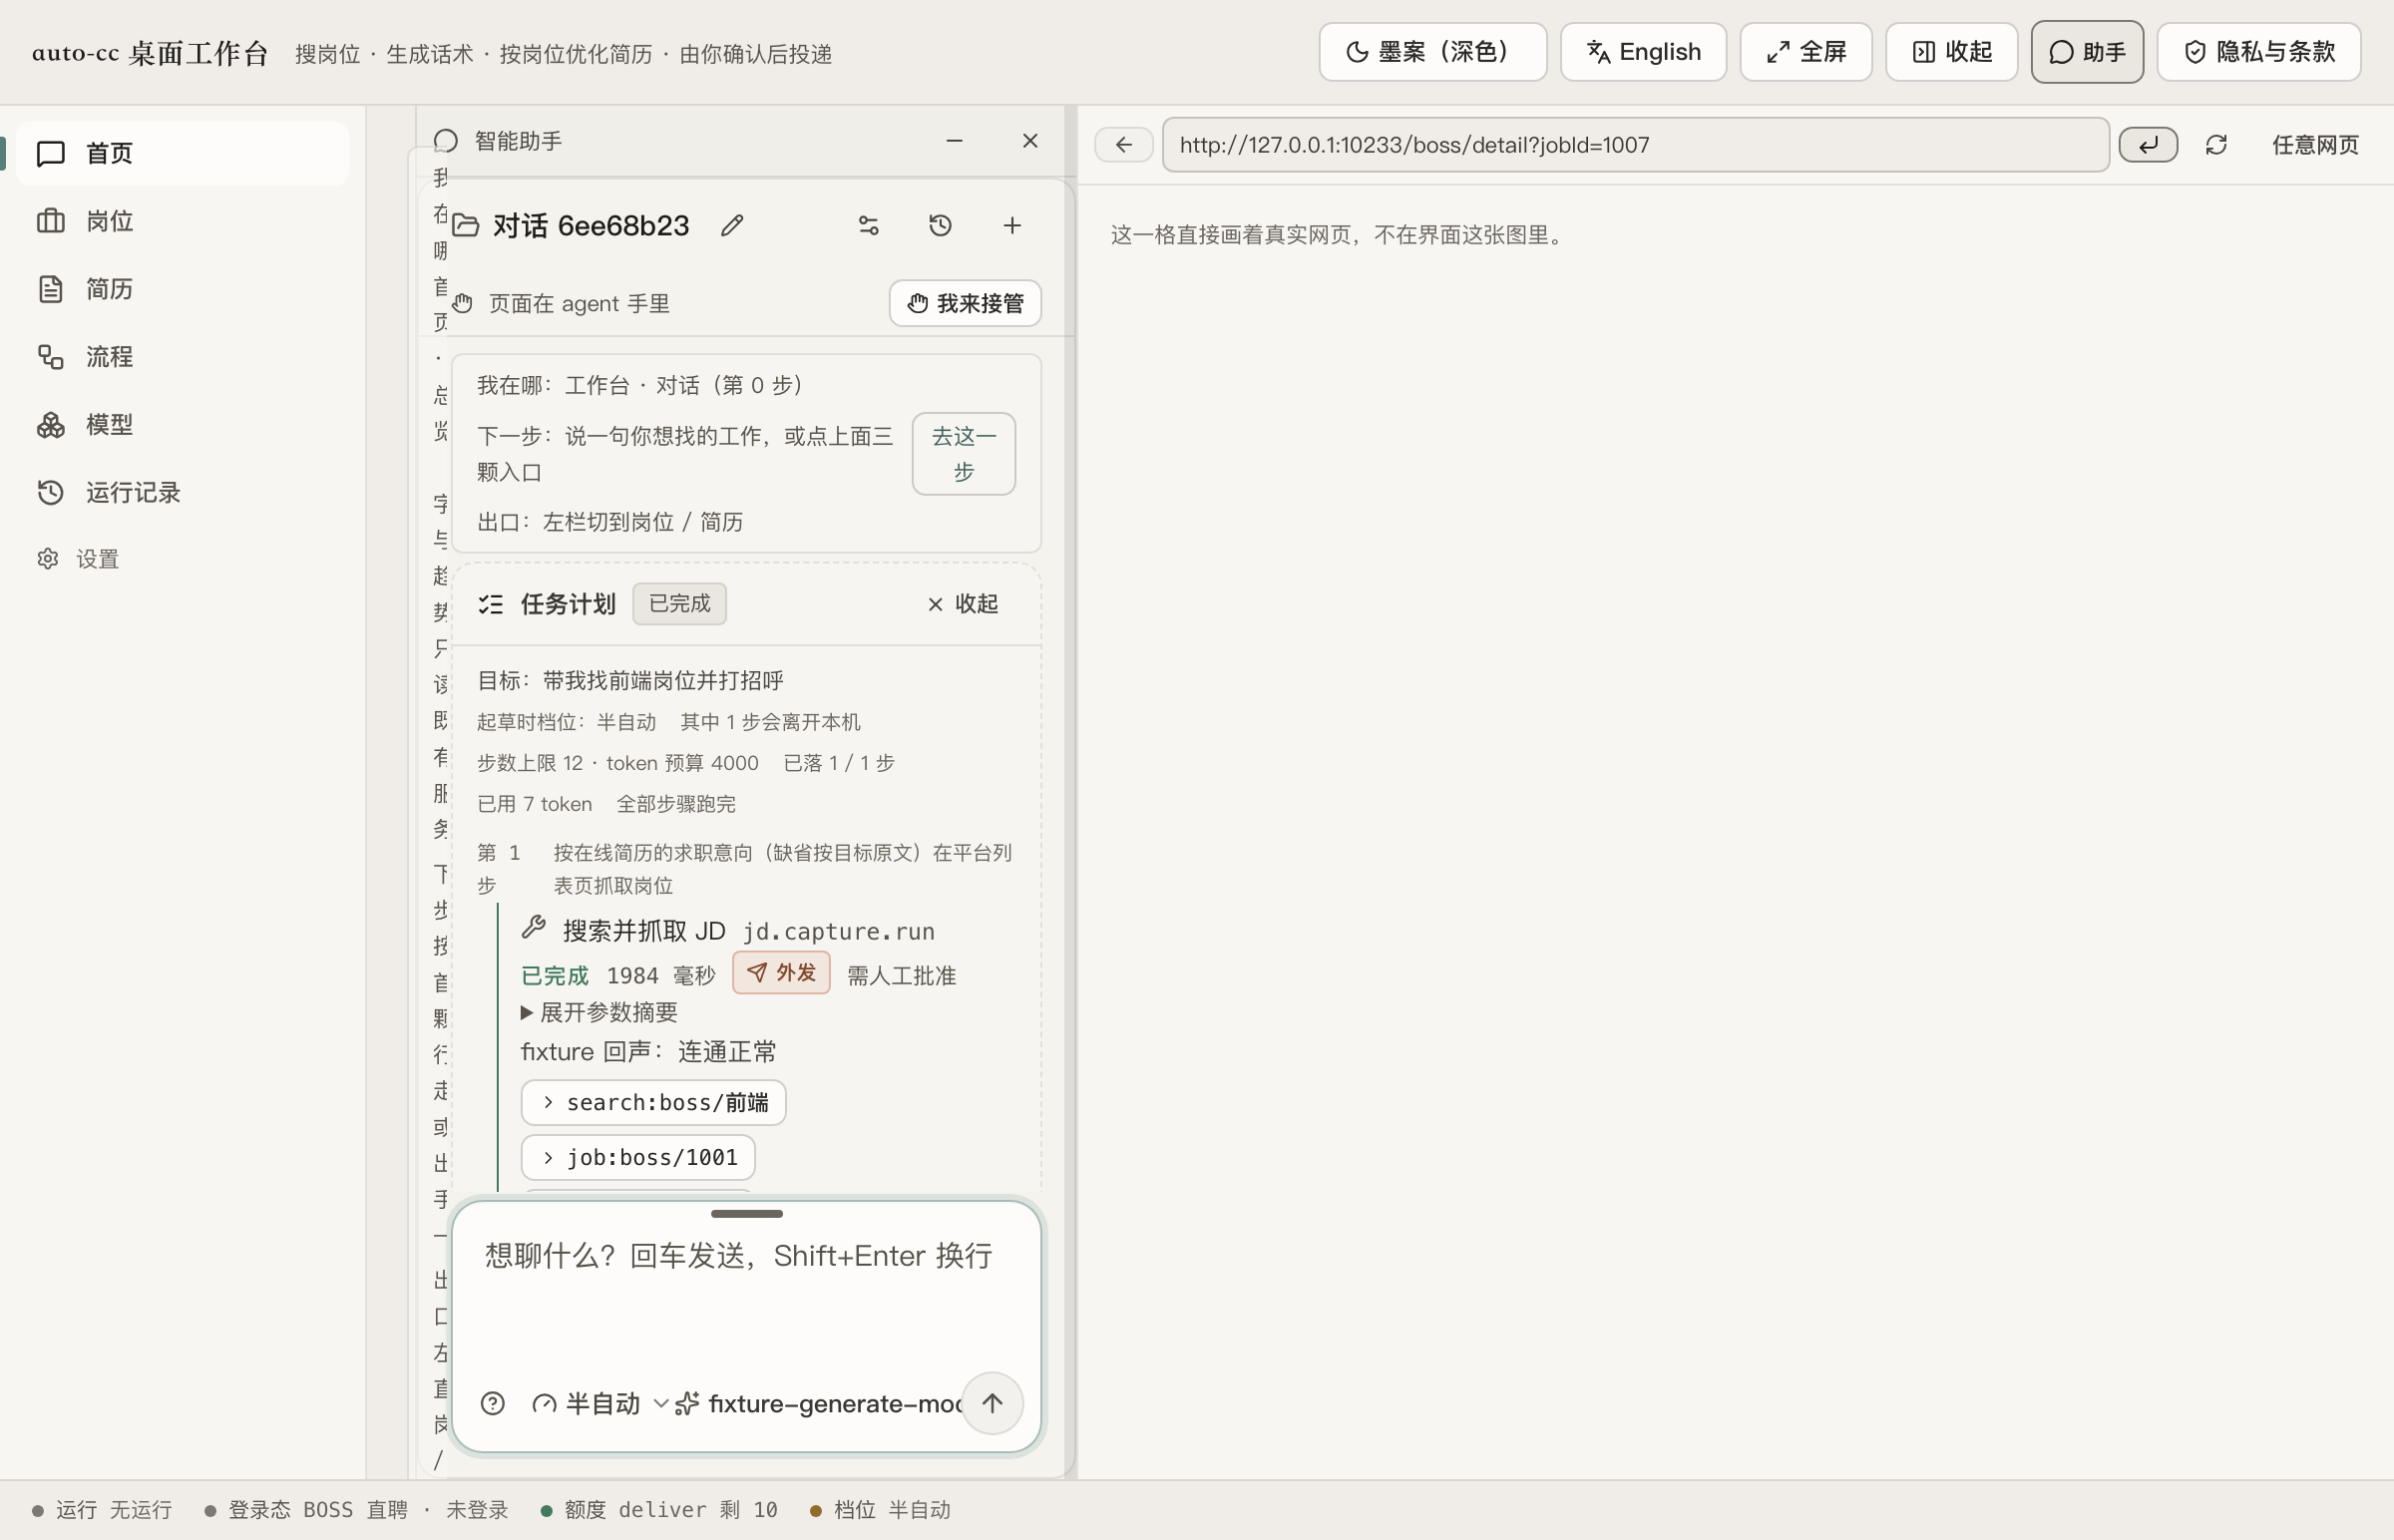 auto-cc 桌面工作台
搜岗位 · 生成话术 · 按岗位优化简历 · 由你确认后投递
墨案（深色）
English
全屏
收起
助手
隐私与条款
首页
岗位
简历
流程
模型
运行记录
设置
智能助手
对话 6ee68b23
页面在 agent 手里
我来接管
我在哪：工作台 · 对话（第 0 步）
下一步：说一句你想找的工作，或点上面三
颗入口
去这一
步
出口：左栏切到岗位 / 简历
任务计划
已完成
收起
目标：带我找前端岗位并打招呼
起草时档位：半自动 其中 1 步会离开本机
步数上限 12 · token 预算 4000 已落 1 / 1 步
已用 7 token 全部步骤跑完
第 1
步
按在线简历的求职意向（缺省按目标原文）在平台列
表页抓取岗位
搜索并抓取 JD jd.capture.run
已完成 1984 毫秒 外发 需人工批准
展开参数摘要
fixture 回声：连通正常
search:boss/前端
job:boss/1001
想聊什么？回车发送，Shift+Enter 换行
半自动
fixture-generate-mod
http://127.0.0.1:10233/boss/detail?jobId=1007
任意网页
这一格直接画着真实网页，不在界面这张图里。
运行 无运行
登录态 BOSS 直聘 · 未登录
额度 deliver 剩 10
档位 半自动